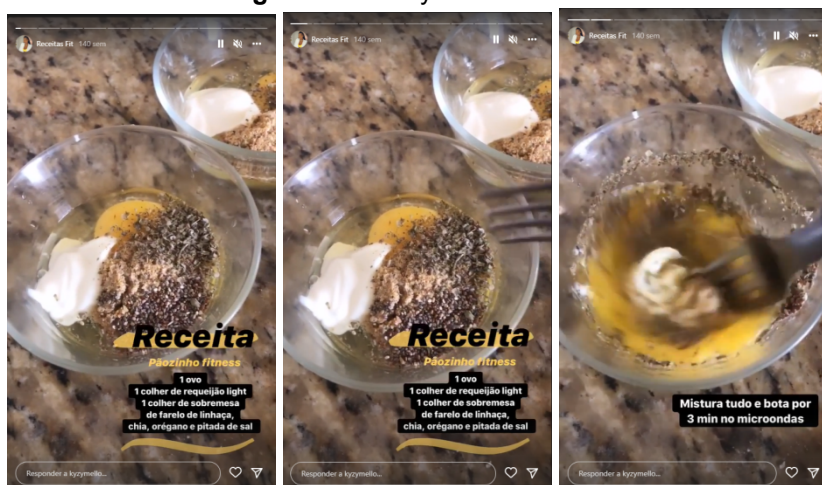 Receitas Fit 140 sem
Receita
Pãozinho fitness
1 ovo
1 colher de requeijão light
1 colher de sobremesa
de farelo de linhaça,
chia, orégano e pitada de sal
Responder a kyzymello...
Receitas Fit 140 sem
Receita
Pãozinho fitness
1 ovo
1 colher de requeijão light
1 colher de sobremesa
de farelo de linhaça,
chia, orégano e pitada de sal
Responder a kyzymello...
Receitas Fit 140 sem
Mistura tudo e bota por
3 min no microondas
Responder a kyzymello...